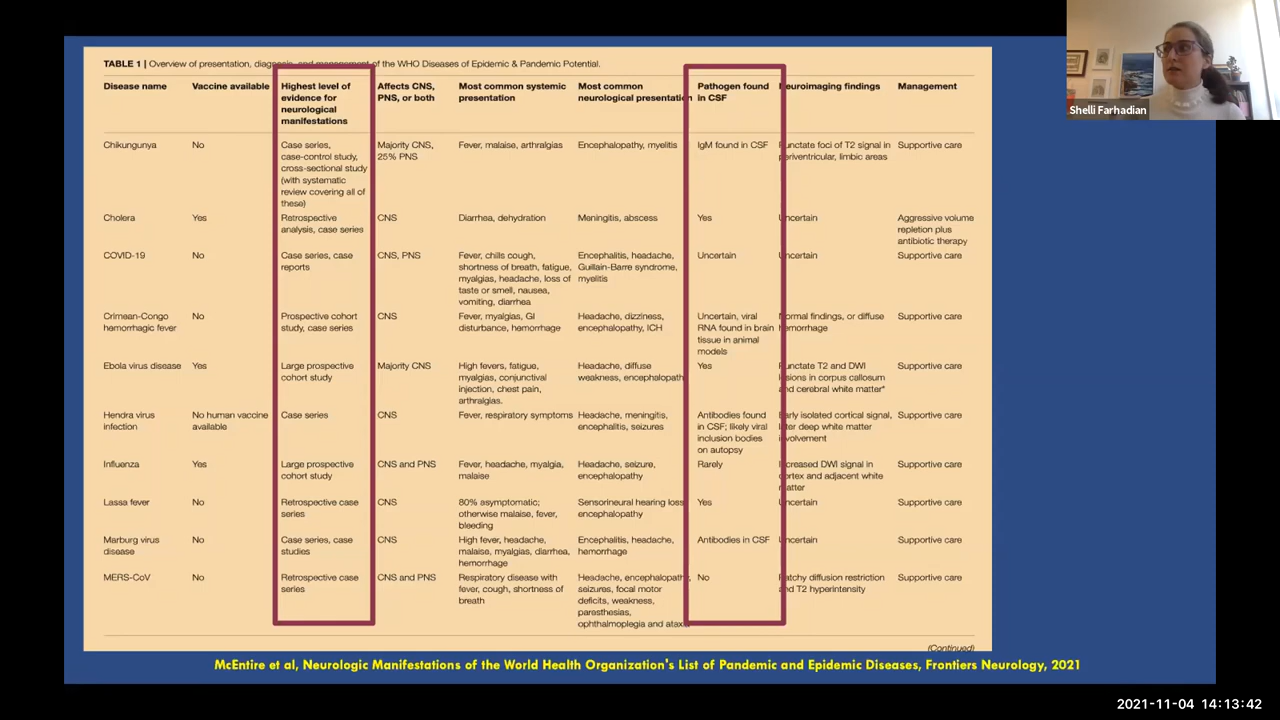 Shelli Farhadian
TABLE 1 | Overview of presentation, diagnosis, and management of the WHO Diseases of Epidemic & Pandemic Potential.
Disease name Vaccine available Highest level of evidence for neurological manifestations Affects CNS, PNS, or both Most common systemic presentation Most common neurological presentation Pathogen found in CSF Neuroimaging findings Management
Chikungunya No Case series, case-control study, cross-sectional study (with systematic review covering all of these) Majority CNS, 25% PNS Fever, malaise, arthralgias Encephalopathy, myelitis IgM found in CSF Punctate foci of T2 signal in periventricular, limbic areas Supportive care
Cholera Yes Retrospective analysis, case series CNS Diarrhea, dehydration Meningitis, abscess Yes Uncertain Aggressive volume repletion plus antibiotic therapy
COVID-19 No Case series, case reports CNS, PNS Fever, chills cough, shortness of breath, fatigue, myalgias, headache, loss of taste or smell, nausea, vomiting, diarrhea Encephalitis, headache, Guillain-Barre syndrome, myelitis Uncertain Uncertain Supportive care
Crimean-Congo hemorrhagic fever No Prospective cohort study, case series CNS Fever, myalgias, GI disturbance, hemorrhage Headache, dizziness, encephalopathy, ICH Uncertain, viral RNA found in brain tissue in animal models Normal findings, or diffuse hemorrhage Supportive care
Ebola virus disease Yes Large prospective cohort study Majority CNS High fevers, fatigue, myalgias, conjunctival injection, chest pain, arthralgias. Headache, diffuse weakness, encephalopathy Yes Punctate T2 and DWI lesions in corpus callosum and cerebral white matter* Supportive care
Hendra virus infection No human vaccine available Case series CNS Fever, respiratory symptoms Headache, meningitis, encephalitis, seizures Antibodies found in CSF; likely viral inclusion bodies on autopsy Early isolated cortical signal, later deep white matter involvement Supportive care
Influenza Yes Large prospective cohort study CNS and PNS Fever, headache, myalgia, malaise Headache, seizure, encephalopathy Rarely Increased DWI signal in cortex and adjacent white matter Supportive care
Lassa fever No Retrospective case series CNS 80% asymptomatic; otherwise malaise, fever, bleeding Sensorineural hearing loss encephalopathy Yes Uncertain Supportive care
Marburg virus disease No Case series, case studies CNS High fever, headache, malaise, myalgias, diarrhea, hemorrhage Encephalitis, headache, hemorrhage Antibodies in CSF Uncertain Supportive care
MERS-CoV No Retrospective case series CNS and PNS Respiratory disease with fever, cough, shortness of breath Headache, encephalopathy, seizures, focal motor deficits, weakness, paresthesias, ophthalmoplegia and ataxia No Patchy diffusion restriction and T2 hyperintensity Supportive care
(Continued)
McEntire et al, Neurologic Manifestations of the World Health Organization's List of Pandemic and Epidemic Diseases, Frontiers Neurology, 2021
2021-11-04 14:13:42